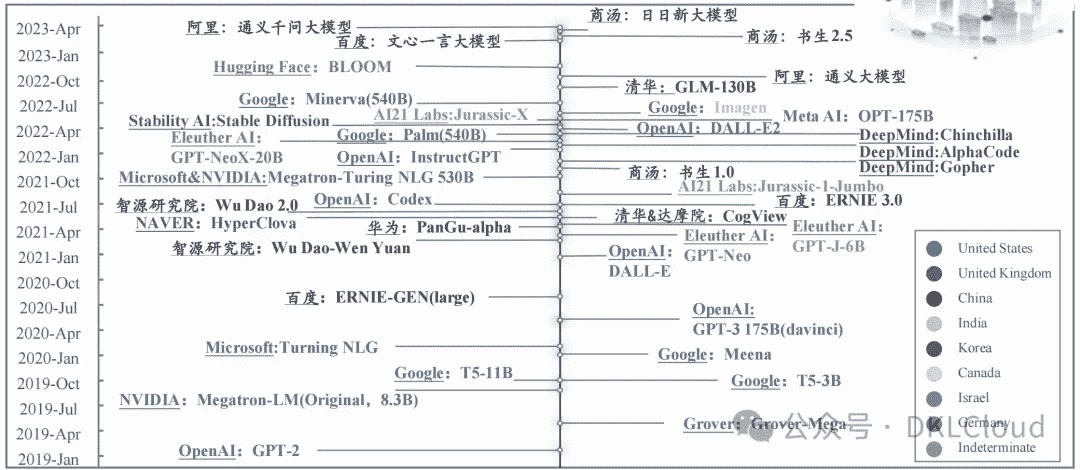 2023-Apr
2023-Jan
2022-Oct
2022-Jul
2022-Apr
2022-Jan
2021-Oct
2021-Jul
2021-Apr
2021-Jan
2020-Oct
2020-Jul
2020-Apr
2020-Jan
2019-Oct
2019-Jul
2019-Apr
2019-Jan
阿里：通义千问大模型
百度：文心一言大模型
Hugging Face：BLOOM
Google：Minerva(540B)
AI21 Labs:Jurassic-X
Stability AI:Stable Diffusion
Eleuther AI:
GPT-NeoX-20B
Google：Palm(540B)
OpenAI：InstructGPT
Microsoft&NVIDIA:Megatron-Turing NLG 530B
智源研究院：Wu Dao 2.0
OpenAI：Codex
NAVER：HyperClova
华为：PanGu-alpha
智源研究院：Wu Dao-Wen Yuan
百度：ERNIE-GEN(large)
Microsoft:Turning NLG
Google：T5-11B
NVIDIA：Megatron-LM(Original，8.3B)
OpenAI：GPT-2
商汤：日日新大模型
商汤：书生2.5
阿里：通义大模型
清华：GLM-130B
Google：Imagen
Meta AI：OPT-175B
OpenAI：DALL-E2
DeepMind:Chinchilla
DeepMind:AlphaCode
DeepMind:Gopher
商汤：书生1.0
AI21 Labs:Jurassic-1-Jumbo
百度：ERNIE 3.0
清华&达摩院：CogView
Eleuther AI：
GPT-Neo
Eleuther AI：
GPT-J-6B
OpenAI：
DALL-E
OpenAI:
GPT-3 175B(davinci)
Google：Meena
Google：T5-3B
Grover：Grover-Mega
United States
United Kingdom
China
India
Korea
Canada
Israel
Germany
Indeterminate
公众号·DKLCloud